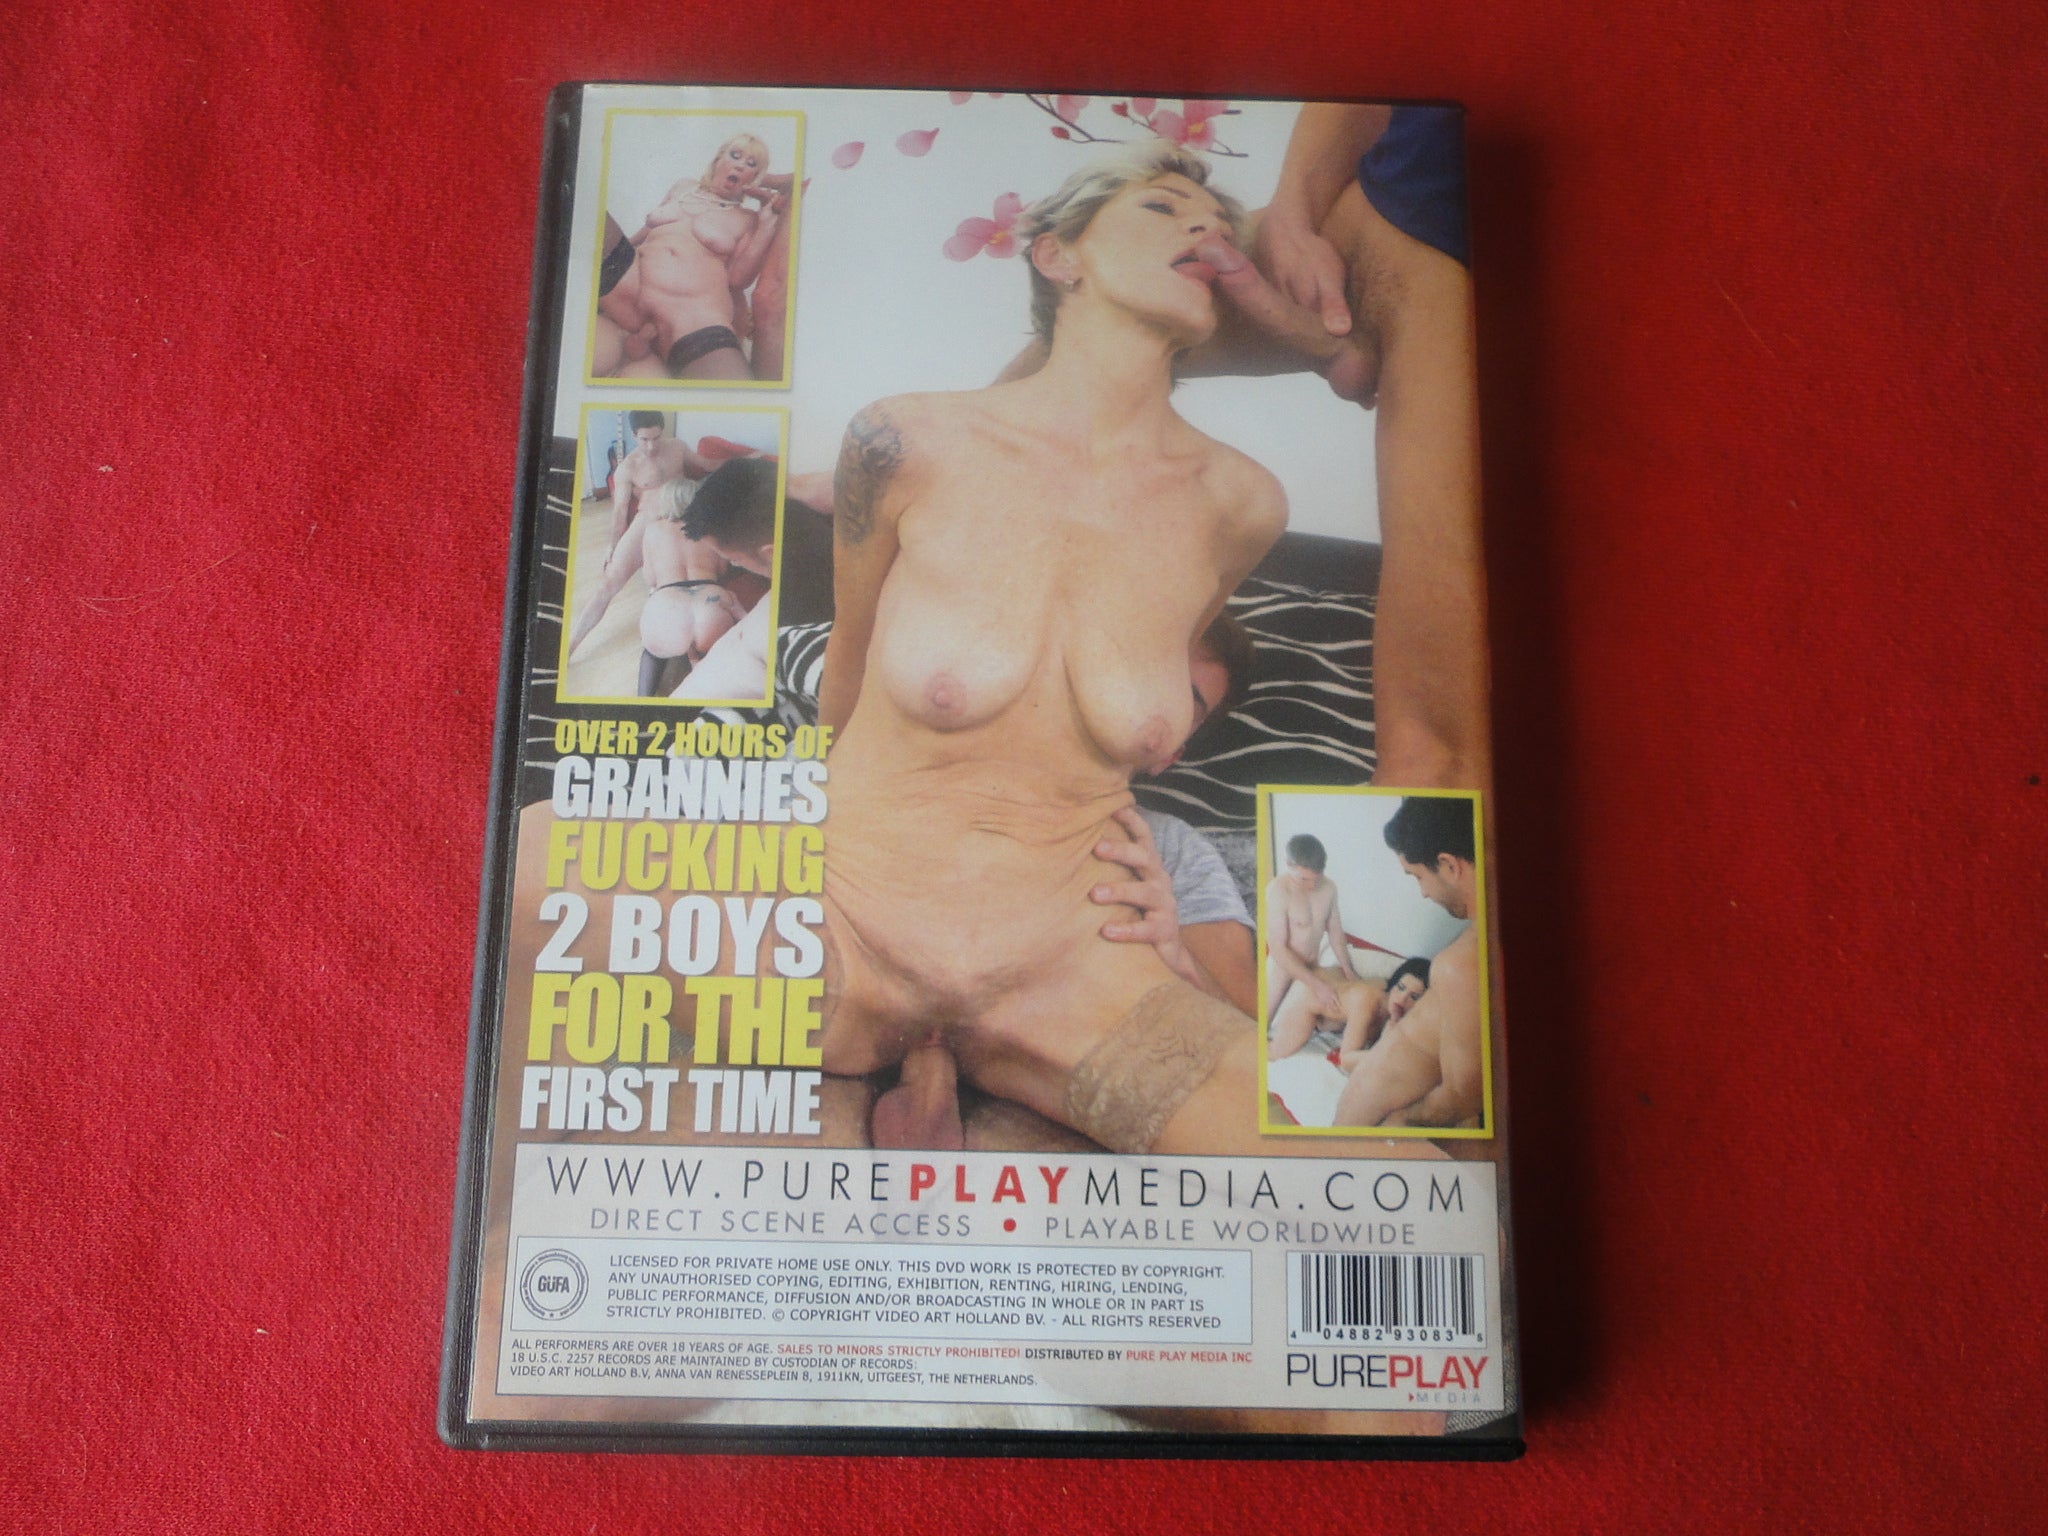 OVER 2 HOURS OF
GRANNIES
FUCKING
2 BOYS
FOR THE
FIRST TIME
WWW.PUREPLAYMEDIA.COM
DIRECT SCENE ACCESS • PLAYABLE WORLDWIDE
GÜFA
LICENSED FOR PRIVATE HOME USE ONLY. THIS DVD WORK IS PROTECTED BY COPYRIGHT.
ANY UNAUTHORISED COPYING, EDITING, EXHIBITION, RENTING, HIRING, LENDING,
PUBLIC PERFORMANCE, DIFFUSION AND/OR BROADCASTING IN WHOLE OR IN PART IS
STRICTLY PROHIBITED. © COPYRIGHT VIDEO ART HOLLAND BV. - ALL RIGHTS RESERVED
4 04882 93083 5
ALL PERFORMERS ARE OVER 18 YEARS OF AGE. SALES TO MINORS STRICTLY PROHIBITED! DISTRIBUTED BY PURE PLAY MEDIA INC
18 U.S.C. 2257 RECORDS ARE MAINTAINED BY CUSTODIAN OF RECORDS:
VIDEO ART HOLLAND B.V, ANNA VAN RENESSEPLEIN 8, 1911KN, UITGEEST, THE NETHERLANDS.
PUREPLAY
MEDIA